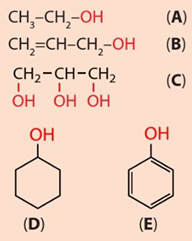 CH₃–CH₂–OH (A)
CH₂=CH–CH₂–OH (B)
CH₂–CH–CH₂ (C)
OH OH OH
OH OH
(D) (E)